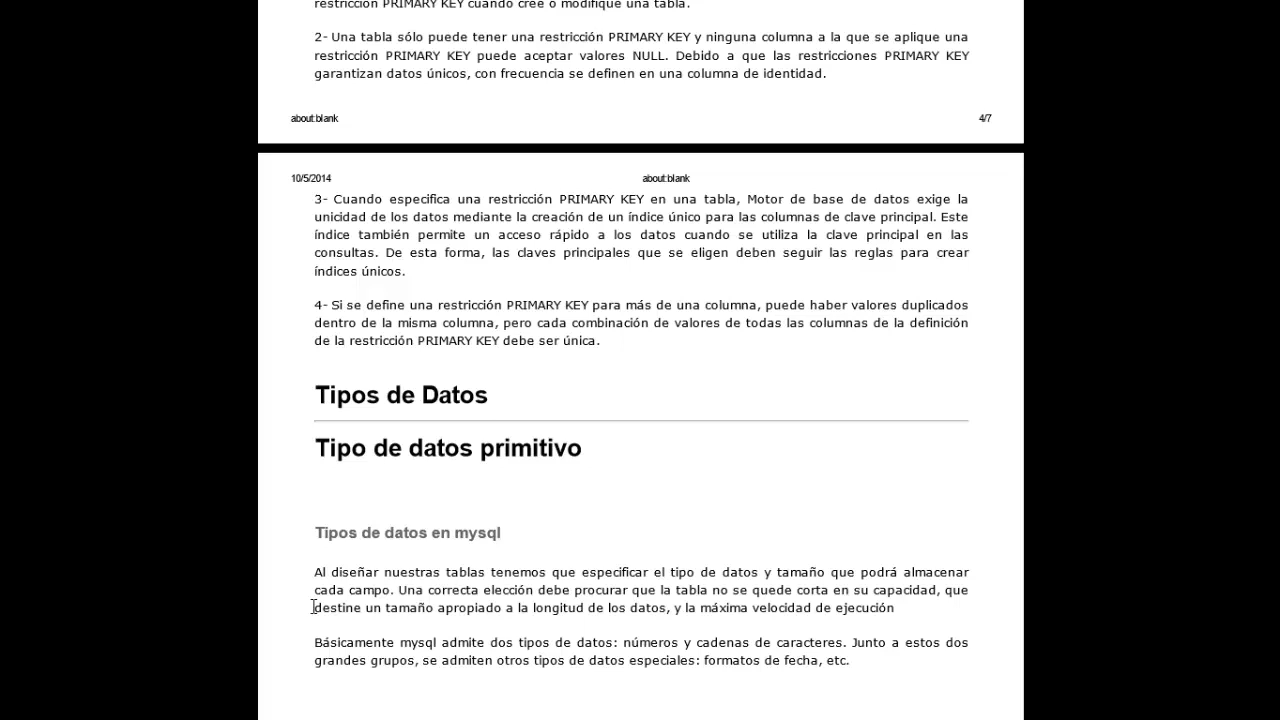 restricción PRIMARY KEY cuando cree o modifique una tabla.
2- Una tabla sólo puede tener una restricción PRIMARY KEY y ninguna columna a la que se aplique una
restricción PRIMARY KEY puede aceptar valores NULL. Debido a que las restricciones PRIMARY KEY
garantizan datos únicos, con frecuencia se definen en una columna de identidad.
about:blank 4/7
10/5/2014 about:blank
3- Cuando especifica una restricción PRIMARY KEY en una tabla, Motor de base de datos exige la
unicidad de los datos mediante la creación de un índice único para las columnas de clave principal. Este
índice también permite un acceso rápido a los datos cuando se utiliza la clave principal en las
consultas. De esta forma, las claves principales que se eligen deben seguir las reglas para crear
índices únicos.
4- Si se define una restricción PRIMARY KEY para más de una columna, puede haber valores duplicados
dentro de la misma columna, pero cada combinación de valores de todas las columnas de la definición
de la restricción PRIMARY KEY debe ser única.
Tipos de Datos
Tipo de datos primitivo
Tipos de datos en mysql
Al diseñar nuestras tablas tenemos que especificar el tipo de datos y tamaño que podrá almacenar
cada campo. Una correcta elección debe procurar que la tabla no se quede corta en su capacidad, que
destine un tamaño apropiado a la longitud de los datos, y la máxima velocidad de ejecución
Básicamente mysql admite dos tipos de datos: números y cadenas de caracteres. Junto a estos dos
grandes grupos, se admiten otros tipos de datos especiales: formatos de fecha, etc.